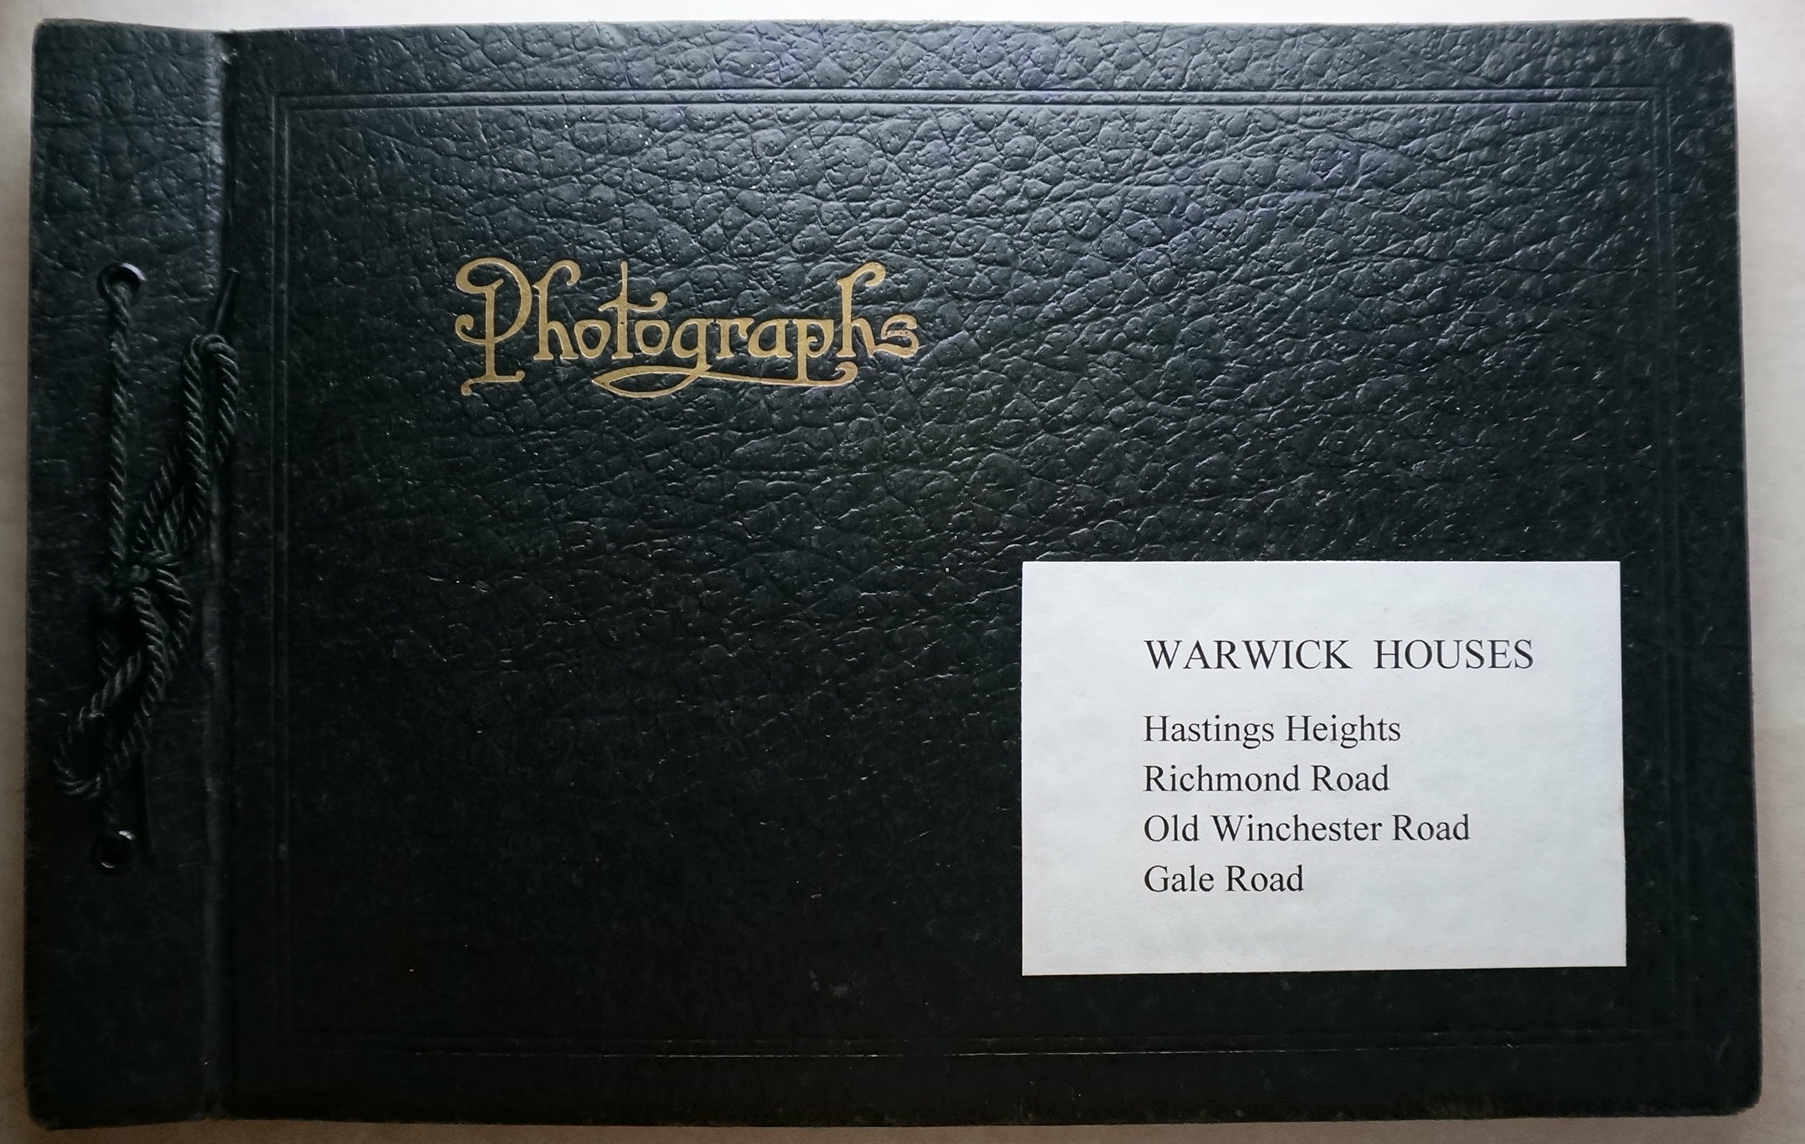 Photographs
WARWICK HOUSES
Hastings Heights
Richmond Road
Old Winchester Road
Gale Road